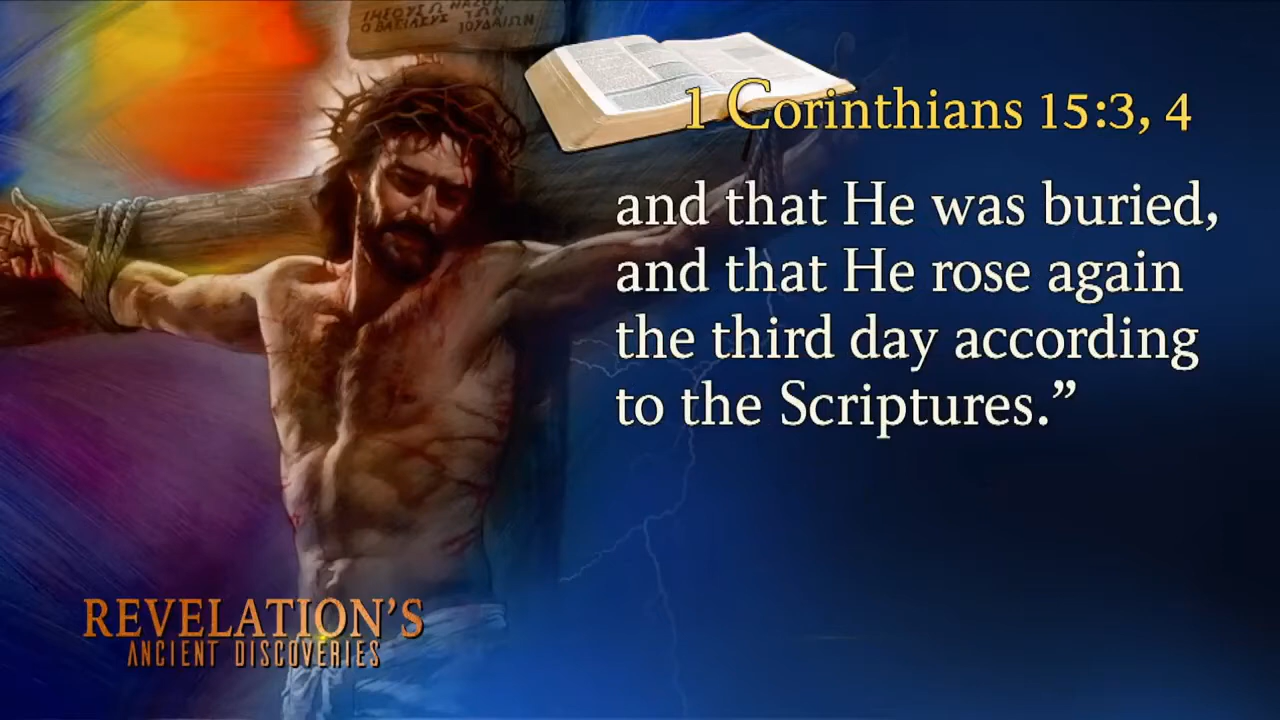 ΤΩΝ
1 Corinthians 15:3, 4
and that He was buried,
and that He rose again
the third day according
to the Scriptures.”
REVELATION’S
ANCIENT DISCOVERIES